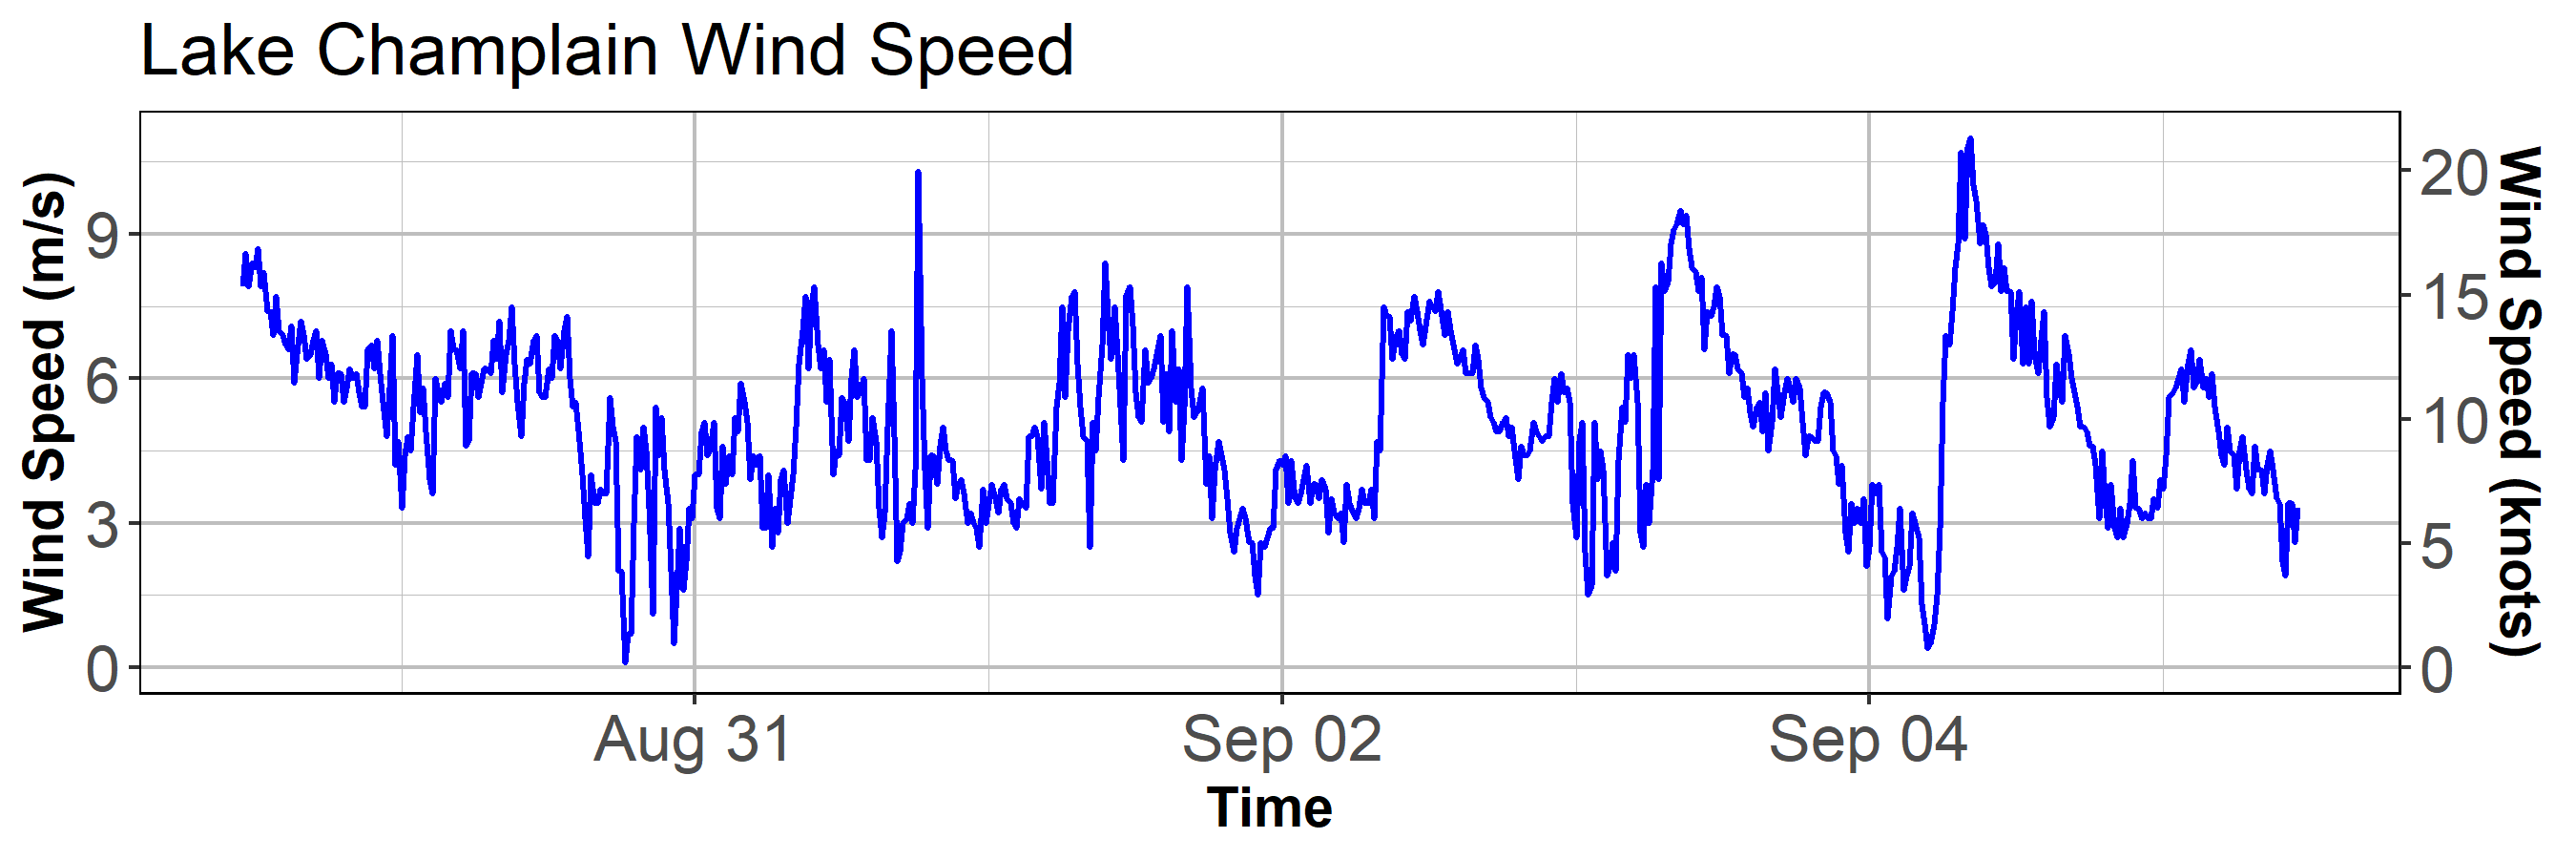 Lake Champlain Wind Speed
Wind Speed (m/s)
9
6
3
0
20
15
10
5
0
Wind Speed (knots)
Aug 31
Sep 02
Sep 04
Time